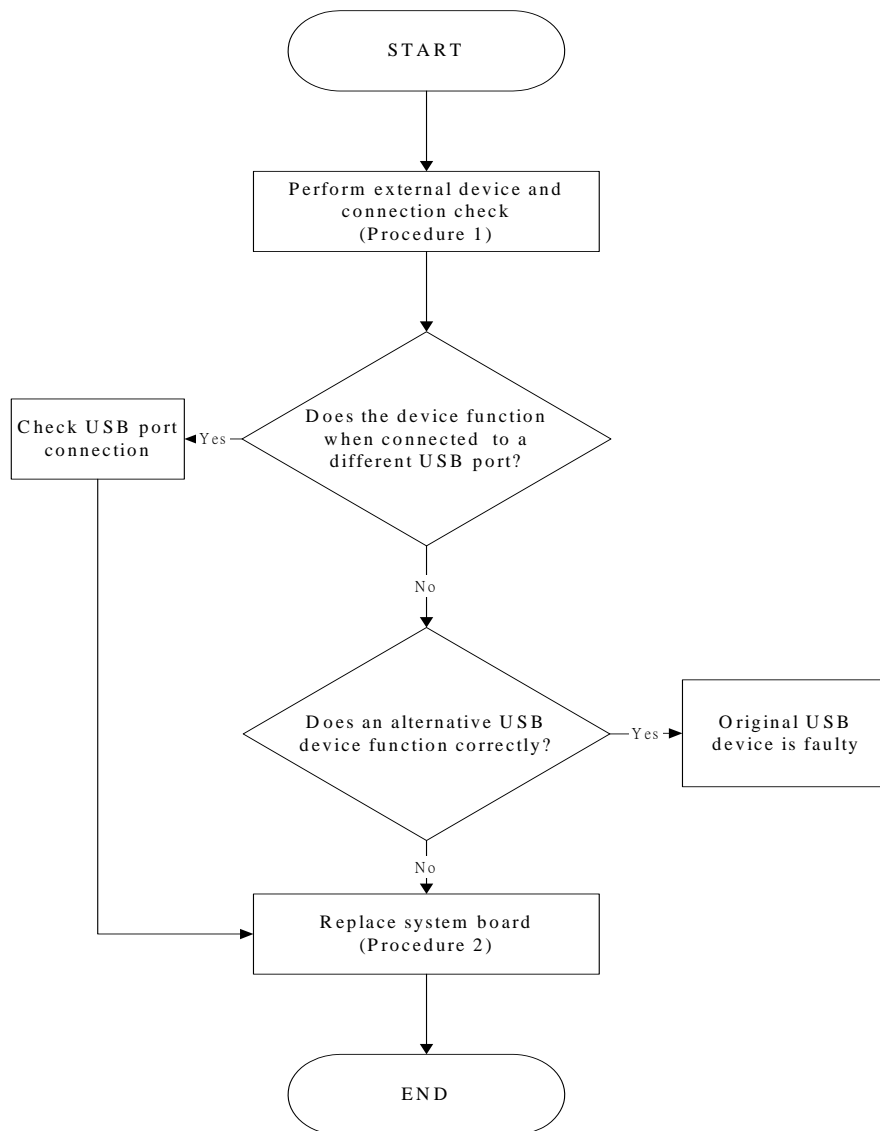 START
Perform external device and
connection check
(Procedure 1)
Does the device function
when connected to a
different USB port?
Yes
Check USB port
connection
No
Does an alternative USB
device function correctly?
Yes
Original USB
device is faulty
No
Replace system board
(Procedure 2)
END